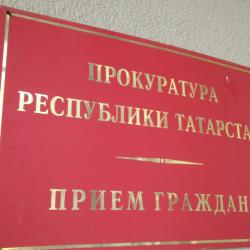 ПРОКУРАТУРА
РЕСПУБЛИКИ ТАТАРСТА
ПРИЕМ ГРАЖДАН